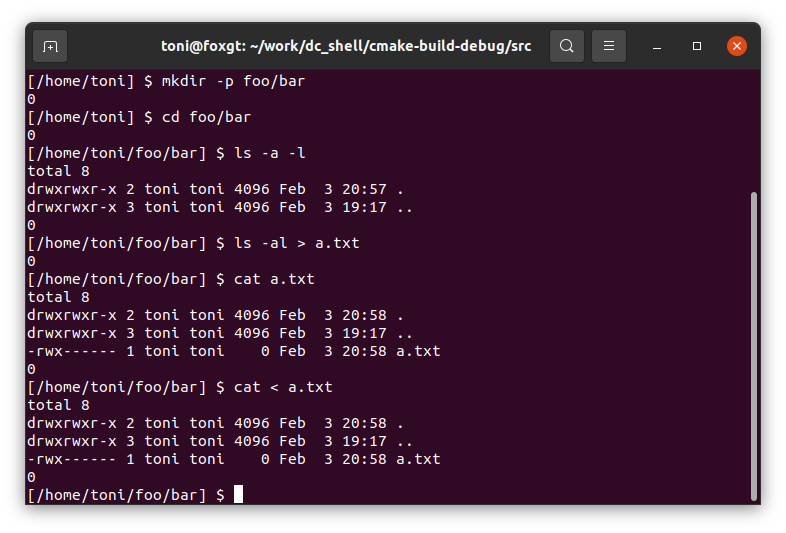 toni@foxgt: ~/work/dc_shell/cmake-build-debug/src
[/home/toni] $ mkdir -p foo/bar
0
[/home/toni] $ cd foo/bar
0
[/home/toni/foo/bar] $ ls -a -l
total 8
drwxrwxr-x 2 toni toni 4096 Feb  3 20:57 .
drwxrwxr-x 3 toni toni 4096 Feb  3 19:17 ..
0
[/home/toni/foo/bar] $ ls -al > a.txt
0
[/home/toni/foo/bar] $ cat a.txt
total 8
drwxrwxr-x 2 toni toni 4096 Feb  3 20:58 .
drwxrwxr-x 3 toni toni 4096 Feb  3 19:17 ..
-rwx------ 1 toni toni    0 Feb  3 20:58 a.txt
0
[/home/toni/foo/bar] $ cat < a.txt
total 8
drwxrwxr-x 2 toni toni 4096 Feb  3 20:58 .
drwxrwxr-x 3 toni toni 4096 Feb  3 19:17 ..
-rwx------ 1 toni toni    0 Feb  3 20:58 a.txt
0
[/home/toni/foo/bar] $